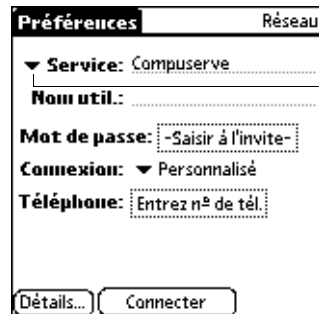 Préférences Réseau
Service: Compuserve
Nom util.:
Mot de passe: -Saisir à l'invite-
Connexion: Personnalisé
Téléphone: Entrez nº de tél.
Détails... Connecter